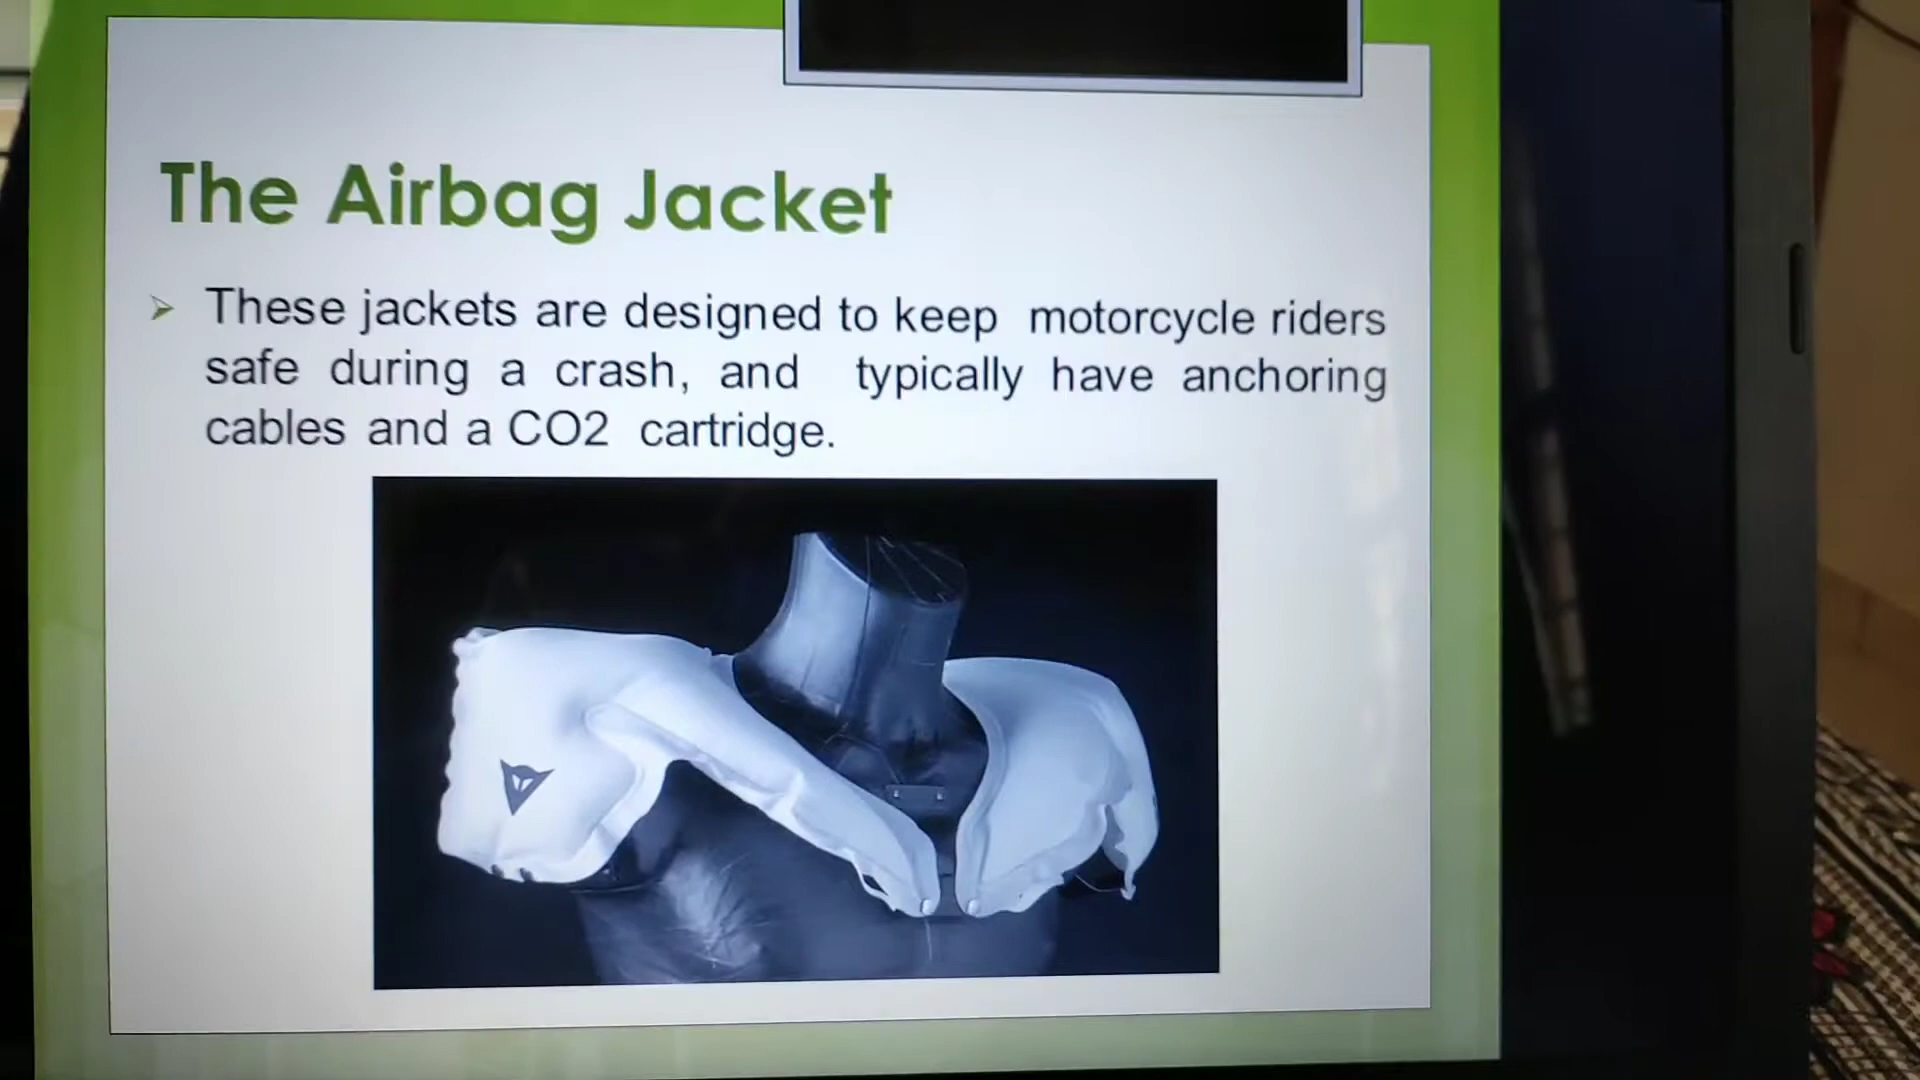 The Airbag Jacket
These jackets are designed to keep motorcycle riders
safe during a crash, and typically have anchoring
cables and a CO2 cartridge.